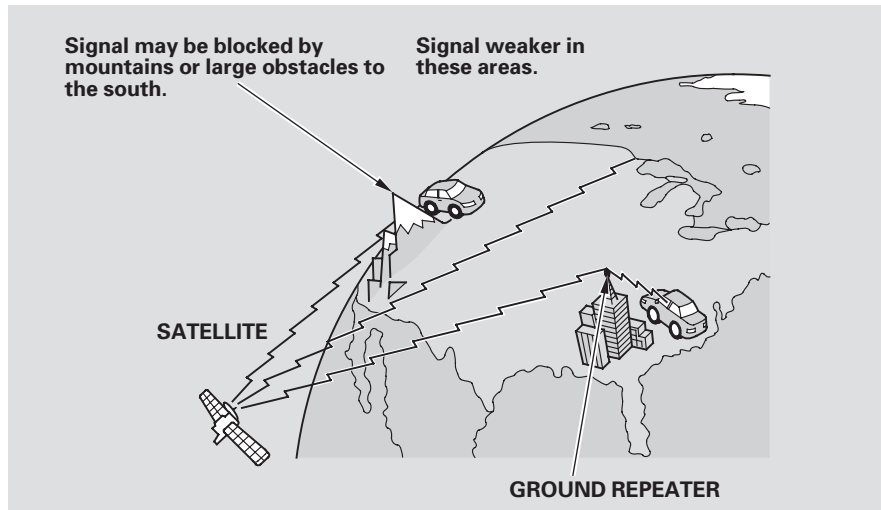 Signal may be blocked by
mountains or large obstacles to
the south.
Signal weaker in
these areas.
SATELLITE
GROUND REPEATER